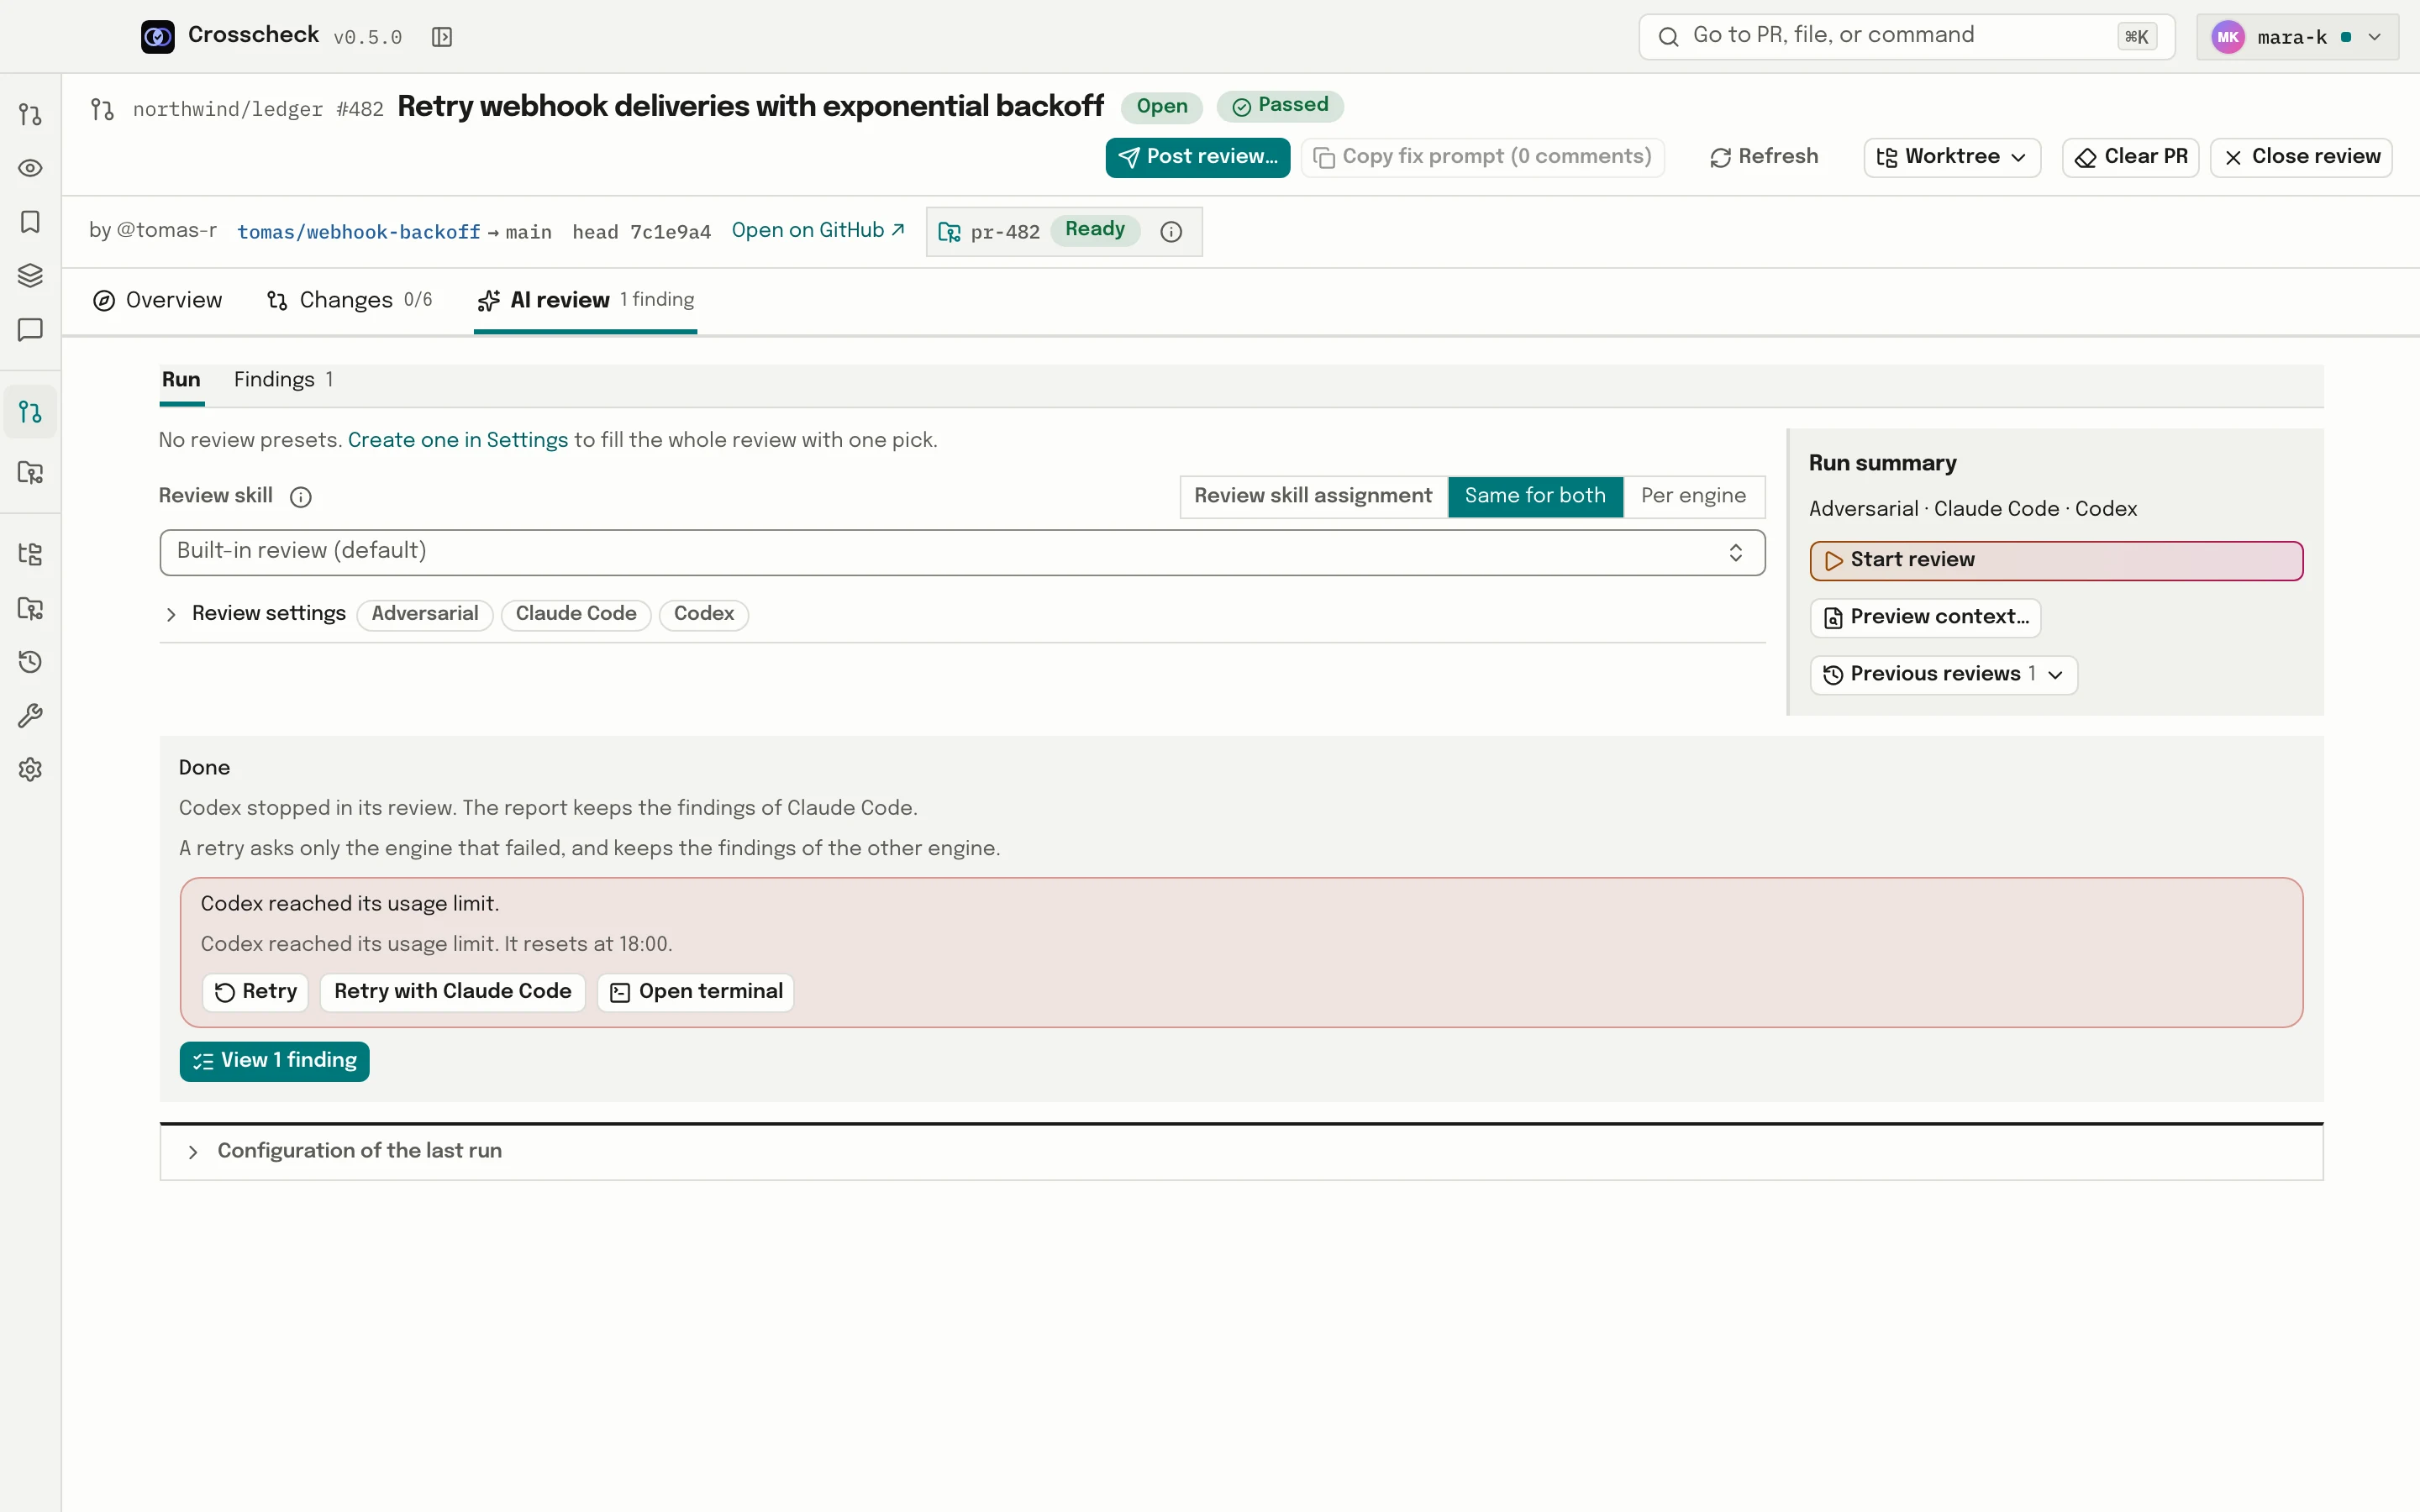 Crosscheck v0.5.0
Go to PR, file, or command ⌘K
MK mara-k
northwind/ledger #482 Retry webhook deliveries with exponential backoff Open Passed
Post review… Copy fix prompt (0 comments) Refresh Worktree Clear PR Close review
by @tomas-r tomas/webhook-backoff → main head 7c1e9a4 Open on GitHub ↗ pr-482 Ready
Overview Changes 0/6 AI review 1 finding
Run Findings 1
No review presets. Create one in Settings to fill the whole review with one pick.
Review skill Review skill assignment Same for both Per engine
Built-in review (default)
Review settings Adversarial Claude Code Codex
Run summary
Adversarial · Claude Code · Codex
Start review
Preview context…
Previous reviews 1
Done
Codex stopped in its review. The report keeps the findings of Claude Code.
A retry asks only the engine that failed, and keeps the findings of the other engine.
Codex reached its usage limit.
Codex reached its usage limit. It resets at 18:00.
Retry Retry with Claude Code Open terminal
View 1 finding
Configuration of the last run